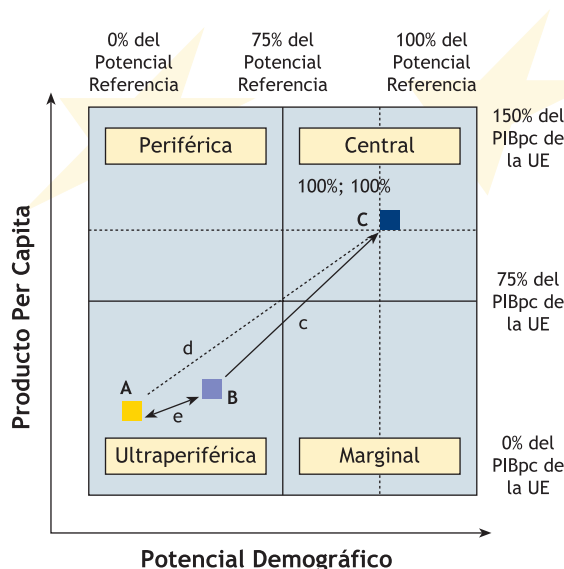 0% del
Potencial
Referencia
75% del
Potencial
Referencia
100% del
Potencial
Referencia
150% del
PIBpc de
la UE
Periférica
Central
100%; 100%
C
Producto Per Capita
75% del
PIBpc de
la UE
c
d
A
B
e
Ultraperiférica
Marginal
0% del
PIBpc de
la UE
Potencial Demográfico